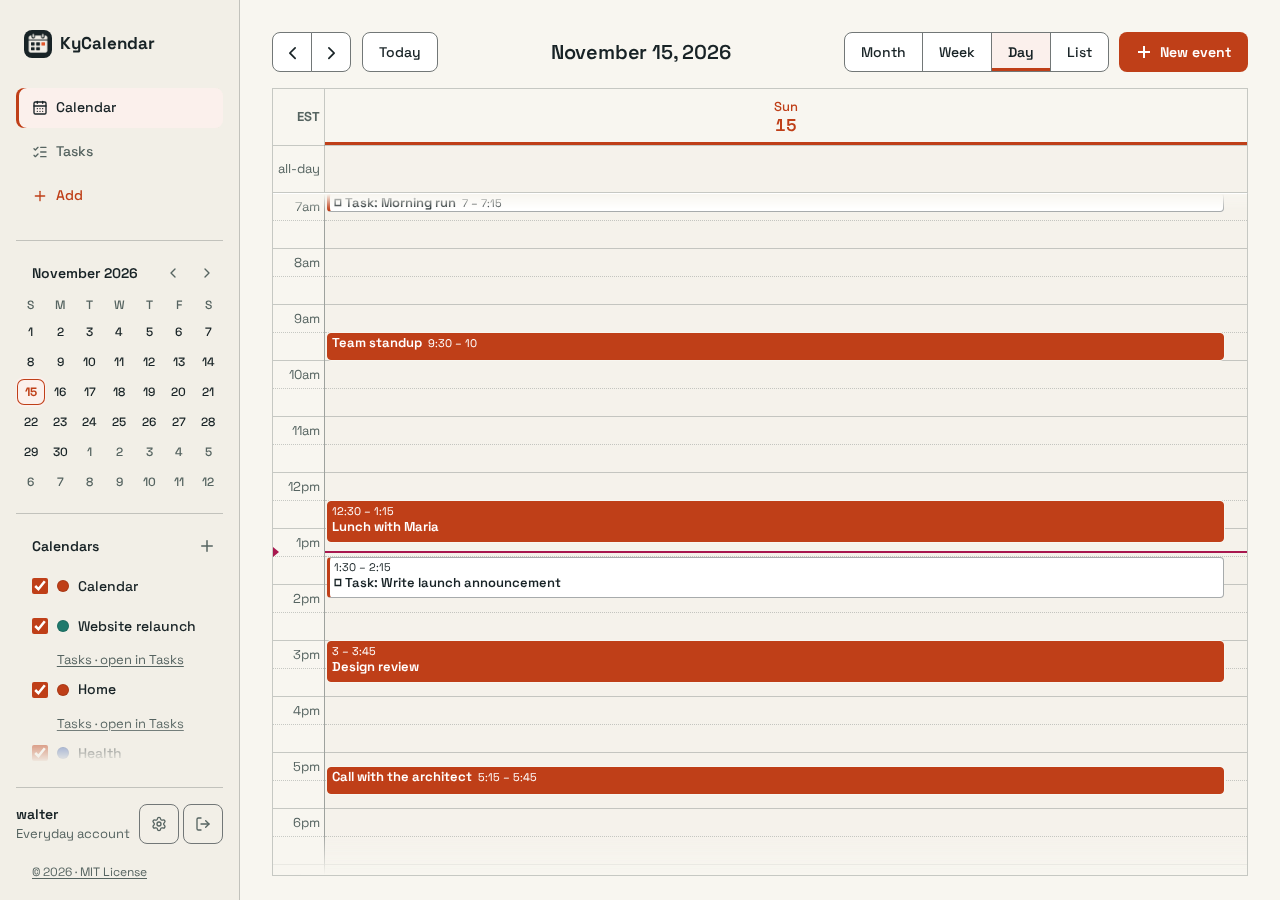 KyCalendar
Calendar
Tasks
Add
November 2026
S M T W T F S
1 2 3 4 5 6 7
8 9 10 11 12 13 14
15 16 17 18 19 20 21
22 23 24 25 26 27 28
29 30 1 2 3 4 5
6 7 8 9 10 11 12
Calendars
Calendar
Website relaunch
Tasks · open in Tasks
Home
Tasks · open in Tasks
Health
walter
Everyday account
© 2026 · MIT License
Today
November 15, 2026
Month Week Day List
New event
EST
Sun
15
all-day
7am
Task: Morning run 7 – 7:15
8am
9am
Team standup 9:30 – 10
10am
11am
12pm
12:30 – 1:15
Lunch with Maria
1pm
1:30 – 2:15
Task: Write launch announcement
2pm
3pm
3 – 3:45
Design review
4pm
5pm
Call with the architect 5:15 – 5:45
6pm